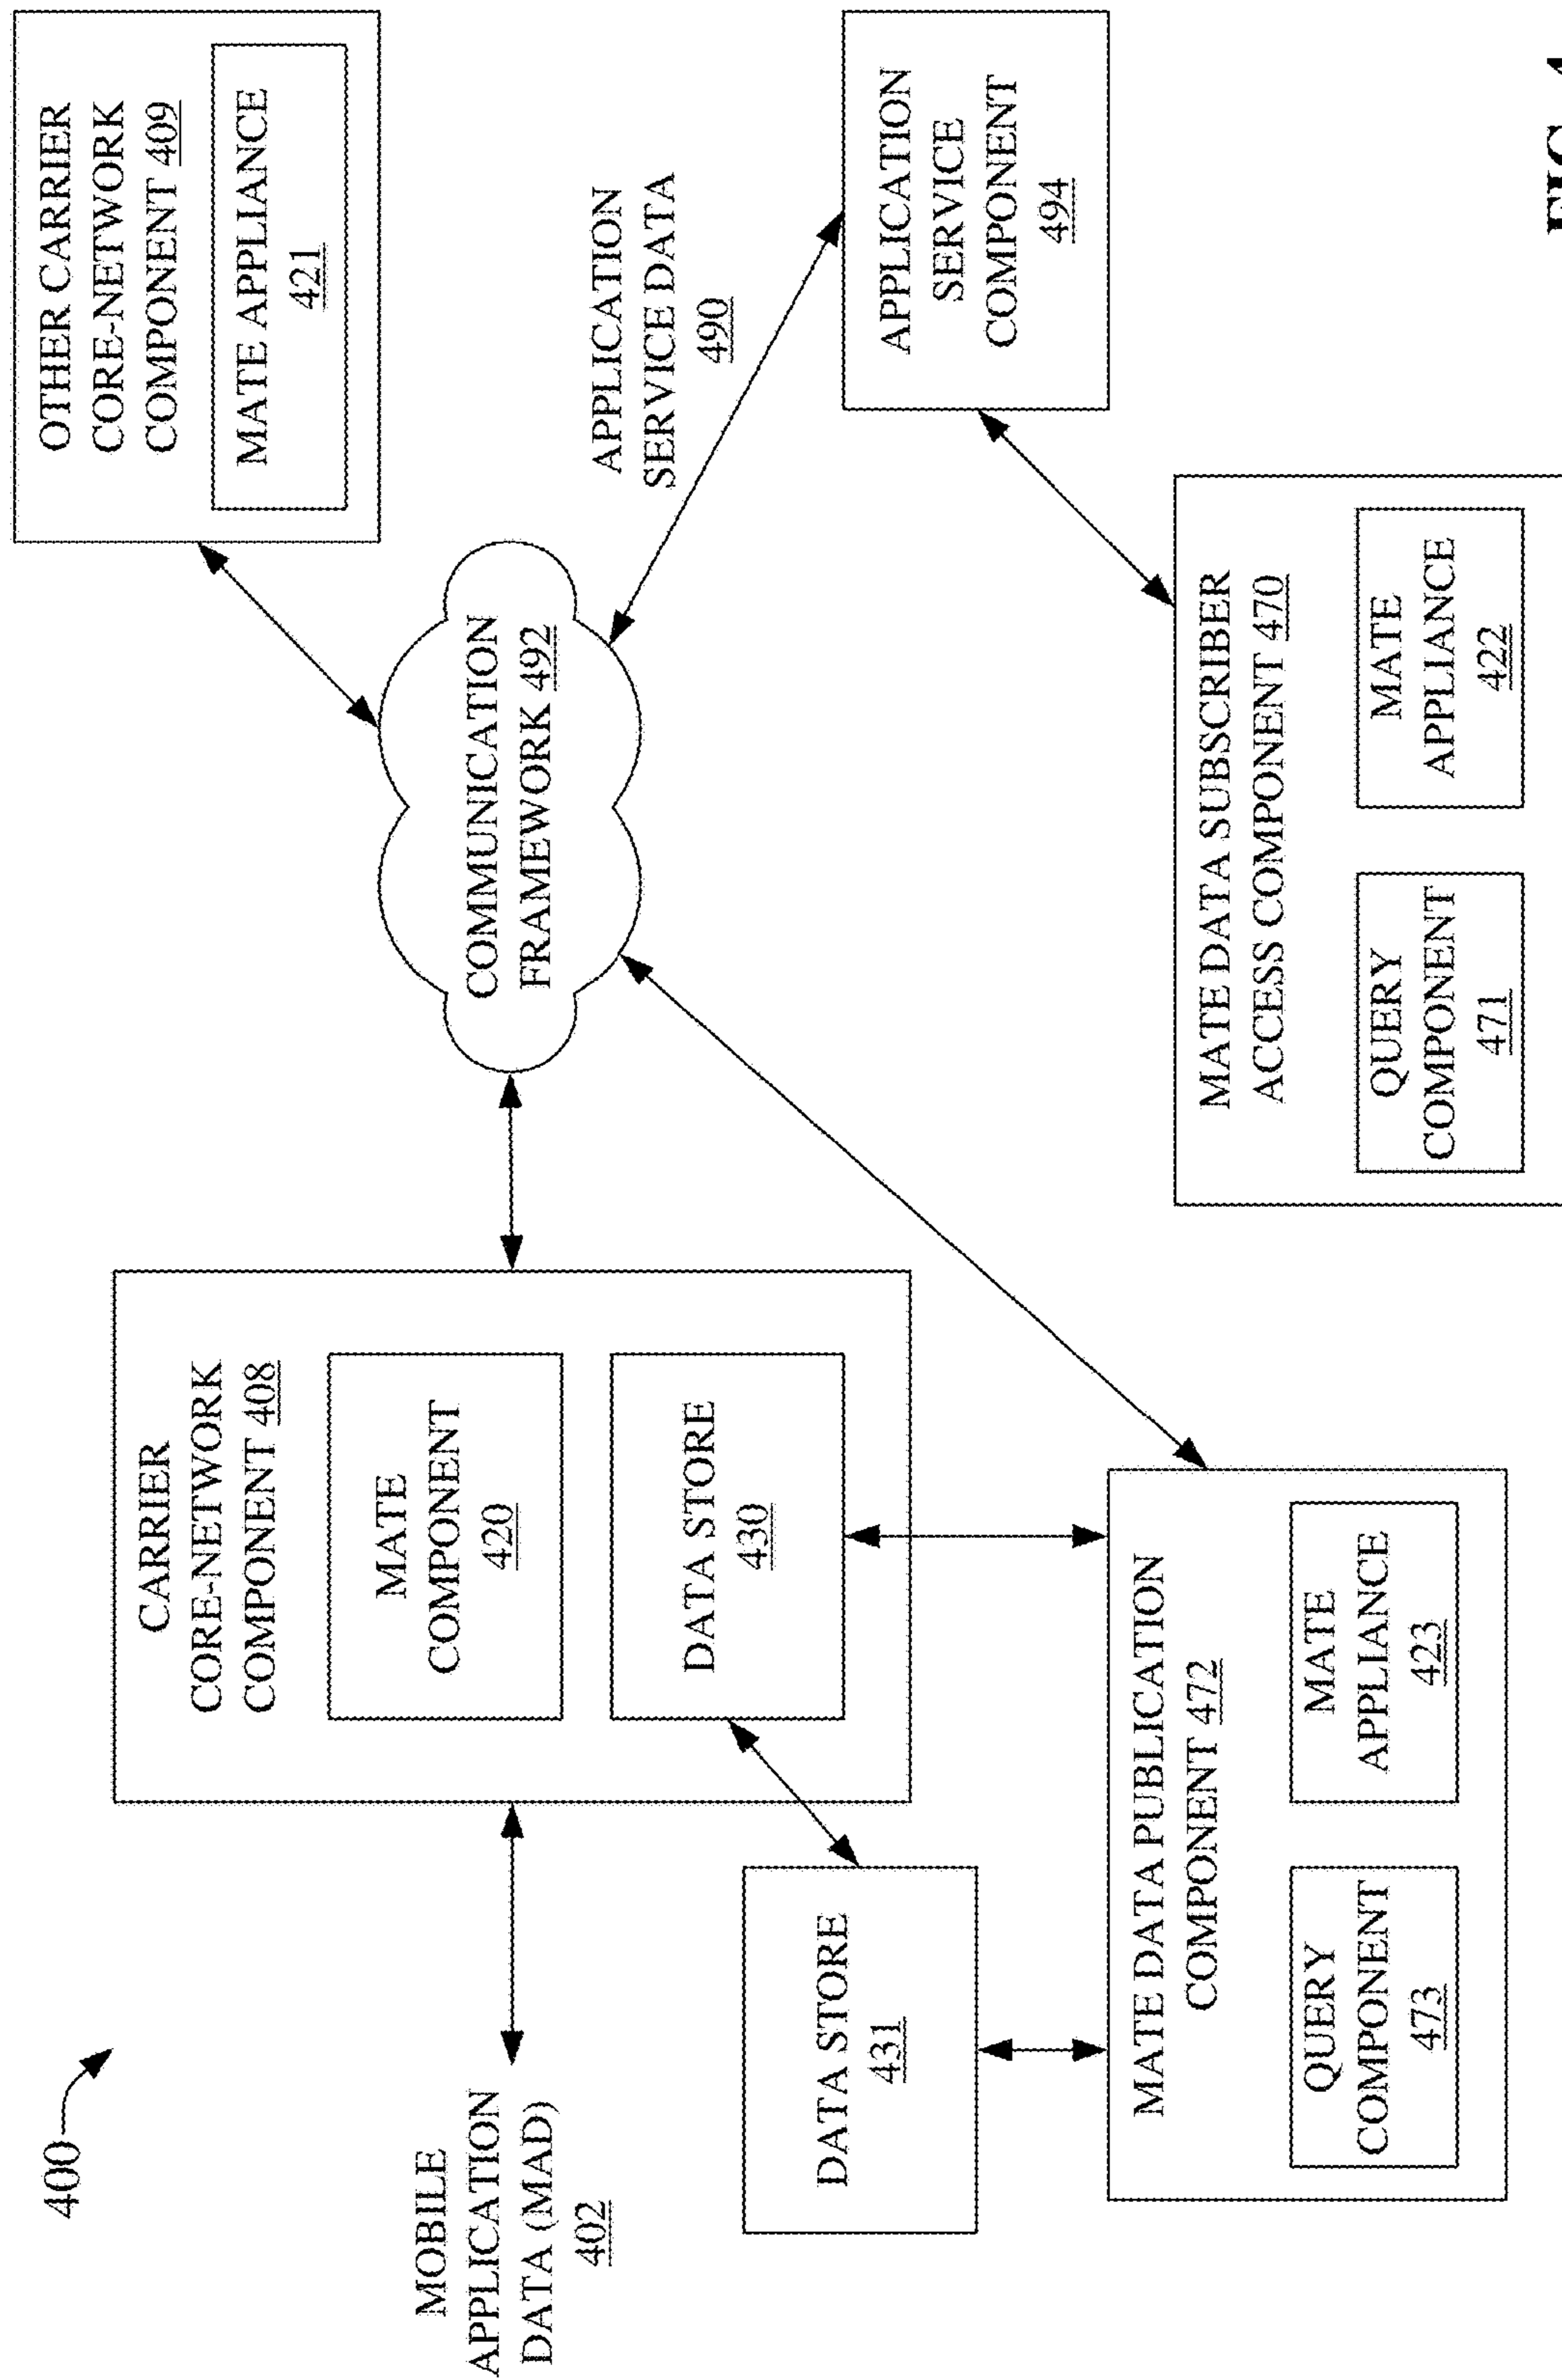 400
MOBILE
APPLICATION
DATA (MAD)
402
CARRIER
CORE-NETWORK
COMPONENT 408
MATE
COMPONENT
420
DATA STORE
430
DATA STORE
431
COMMUNICATION
FRAMEWORK 492
OTHER CARRIER
CORE-NETWORK
COMPONENT 409
MATE APPLIANCE
421
APPLICATION
SERVICE DATA
490
APPLICATION
SERVICE
COMPONENT
494
MATE DATA PUBLICATION
COMPONENT 472
QUERY
COMPONENT
473
MATE
APPLIANCE
423
MATE DATA SUBSCRIBER
ACCESS COMPONENT 470
QUERY
COMPONENT
471
MATE
APPLIANCE
422
FIG. 4